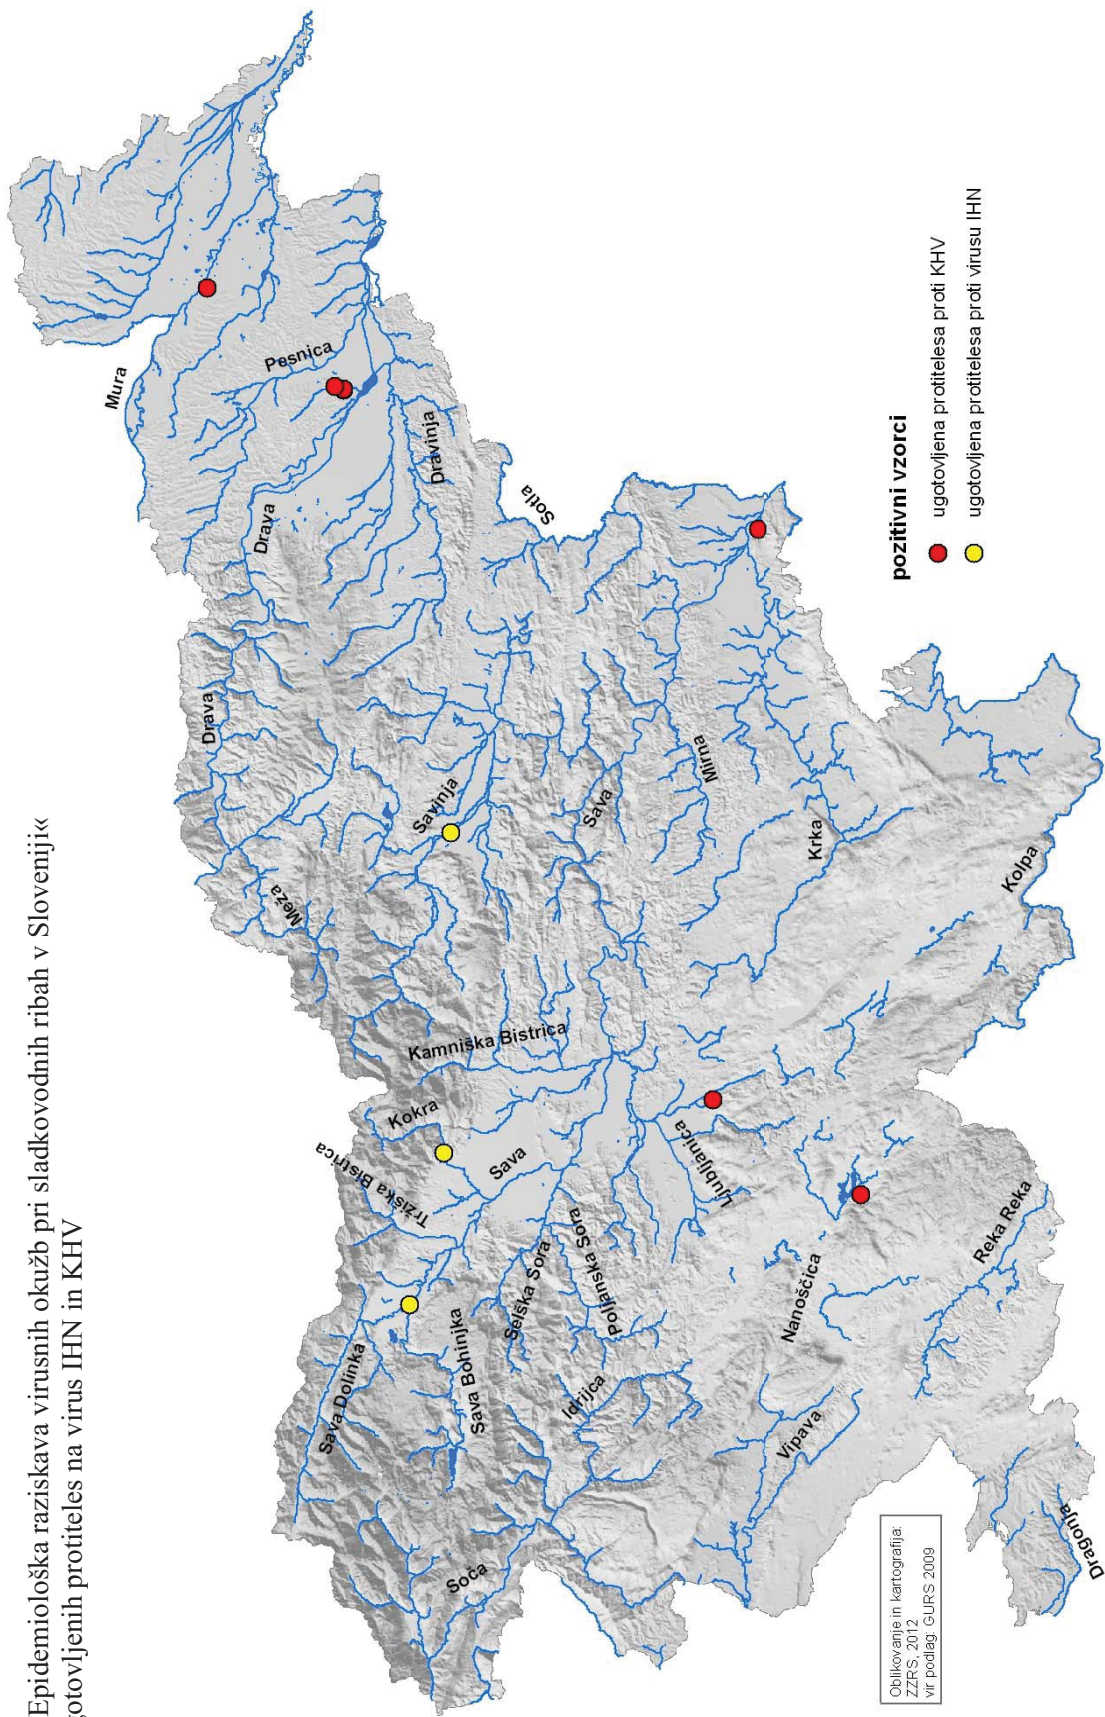 Epidemiološka raziskava virusnih okužb pri sladkovodnih ribah v Sloveniji«
gotovljenih protiteles na virus IHN in KHV
Mura
Pesnica
Drava
Dravinja
Drava
Sotla
Meža
Savinja
Sava
Mirna
Krka
Kolpa
Kamniška Bistrica
Kokra
Tržiška Bistrica
Sava
Ljubljanica
Sava Dolinka
Sava Bohinjka
Selška Sora
Poljanska Sora
Idrijca
Nanoščica
Reka Reka
Vipava
Soča
Dragonja
pozitivni vzorci
ugotovljena protitelesa proti KHV
ugotovljena protitelesa proti virusu IHN
Oblikovanje in kartografija:
ZZRS, 2012
vir podlag: GURS 2009